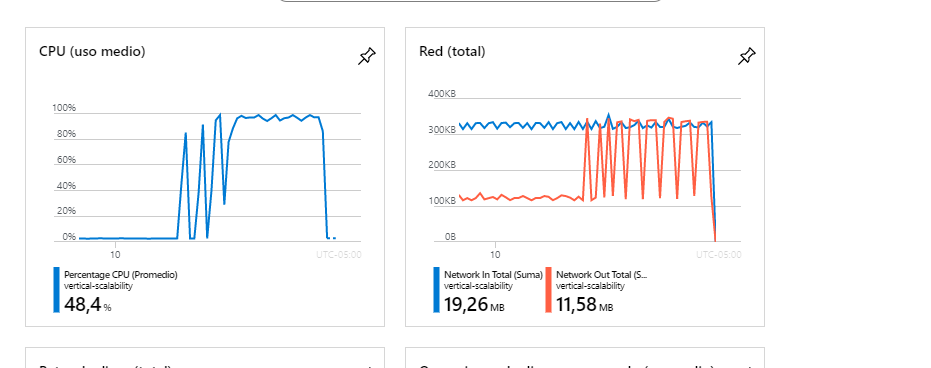 CPU (uso medio)
100%
80%
60%
40%
20%
0%
10
UTC-05:00
Percentage CPU (Promedio)
vertical-scalability
48,4 %
Red (total)
400KB
300KB
200KB
100KB
0B
10
UTC-05:00
Network In Total (Suma)
vertical-scalability
19,26 MB
Network Out Total (S...
vertical-scalability
11,58 MB